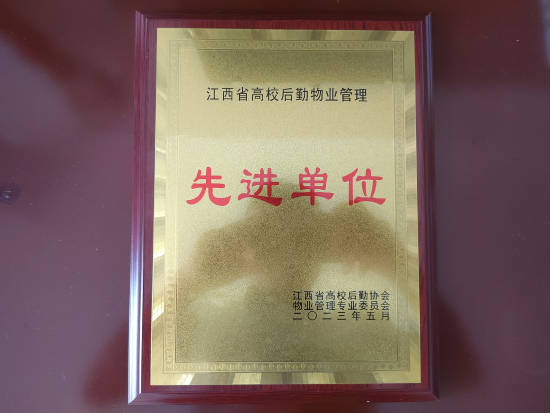 江西省高校后勤物业管理
先进单位
江西省高校后勤协会
物业管理专业委员会
二〇二三年五月